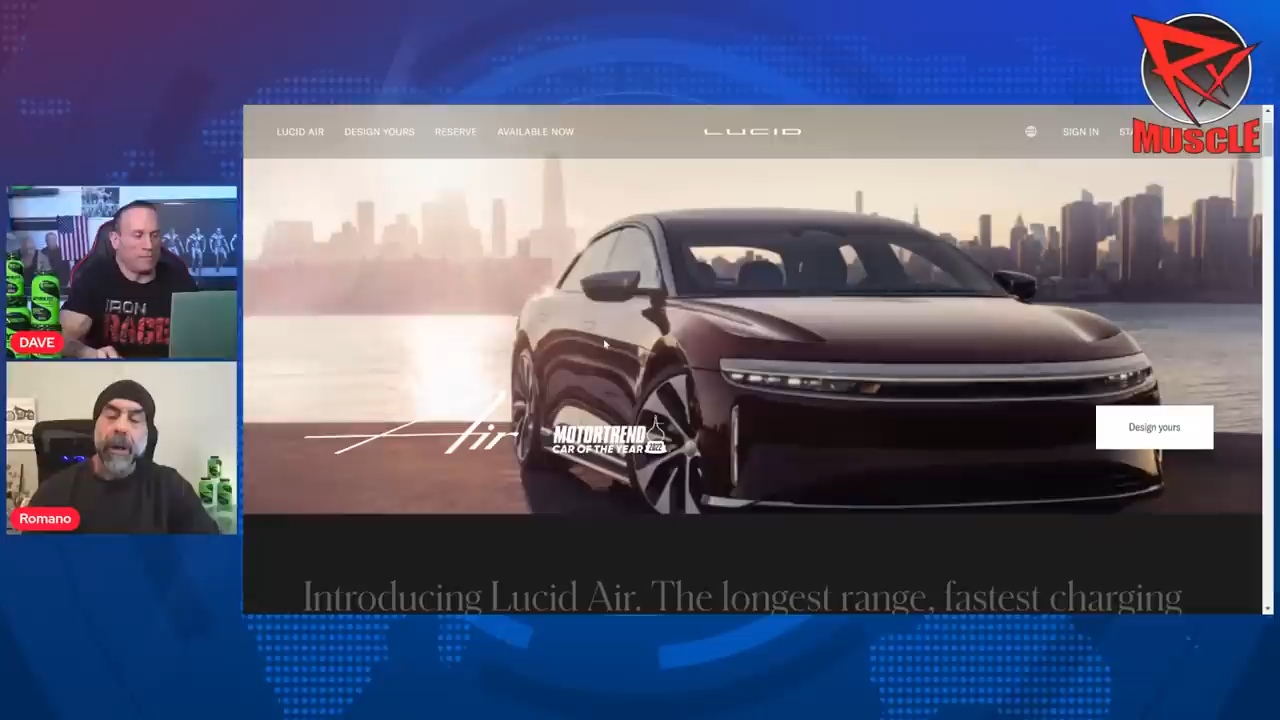 RX
MUSCLE
LUCID AIR
DESIGN YOURS
RESERVE
AVAILABLE NOW
LUCID
SIGN IN
IRON
RAGE
DAVE
Romano
Air
MOTORTREND
CAR OF THE YEAR
Design yours
Introducing Lucid Air. The longest range, fastest charging